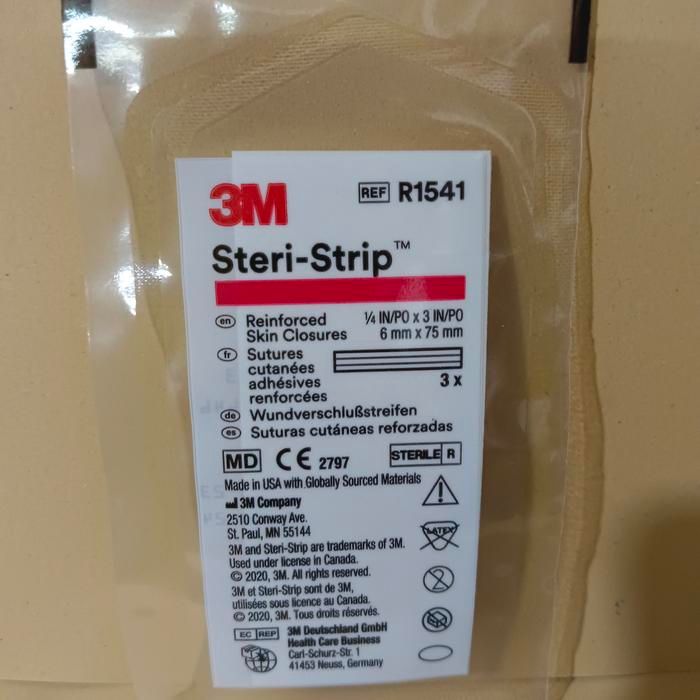 3M
REF R1541
Steri-Strip™
en Reinforced Skin Closures
¼ IN/PO x 3 IN/PO
6 mm x 75 mm
fr Sutures cutanées adhésives renforcées
3 x
de Wundverschlußstreifen
es Suturas cutáneas reforzadas
MD CE 2797 STERILE R
Made in USA with Globally Sourced Materials
3M Company
2510 Conway Ave.
St. Paul, MN 55144
3M and Steri-Strip are trademarks of 3M.
Used under license in Canada.
© 2020, 3M. All rights reserved.
3M et Steri-Strip sont de 3M,
utilisées sous licence au Canada.
© 2020, 3M. Tous droits réservés.
LATEX
2
EC REP 3M Deutschland GmbH
Health Care Business
Carl-Schurz-Str. 1
41453 Neuss, Germany